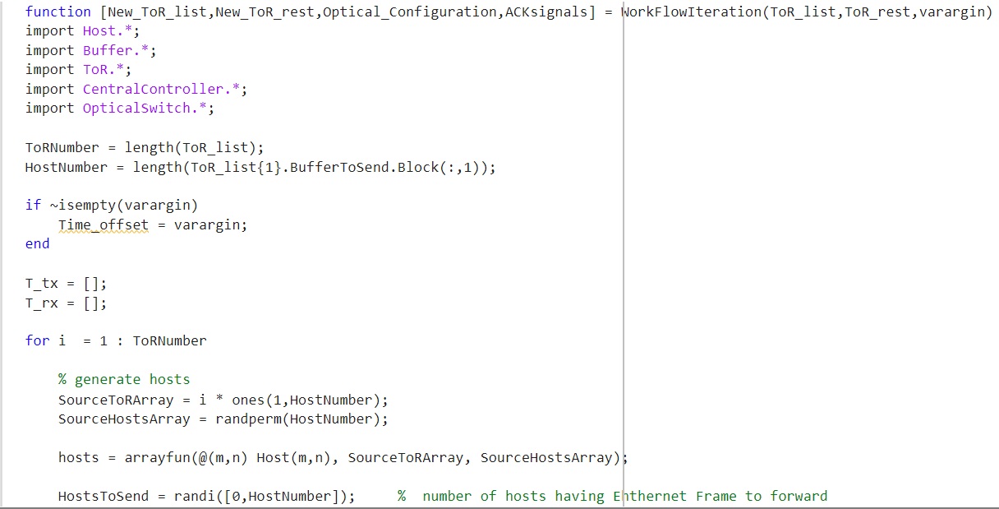 function [New_ToR_list,New_ToR_rest,Optical_Configuration,ACKsignals] = WorkFlowIteration(ToR_list,ToR_rest,varargin)
import Host.*;
import Buffer.*;
import ToR.*;
import CentralController.*;
import OpticalSwitch.*;
ToRNumber = length(ToR_list);
HostNumber = length(ToR_list{1}.BufferToSend.Block(:,1));
if ~isempty(varargin)
Time_offset = varargin;
end
T_tx = [];
T_rx = [];
for i  = 1 : ToRNumber
% generate hosts
SourceToRArray = i * ones(1,HostNumber);
SourceHostsArray = randperm(HostNumber);
hosts = arrayfun(@(m,n) Host(m,n), SourceToRArray, SourceHostsArray);
HostsToSend = randi([0,HostNumber]);     %  number of hosts having Ehthernet Frame to forward